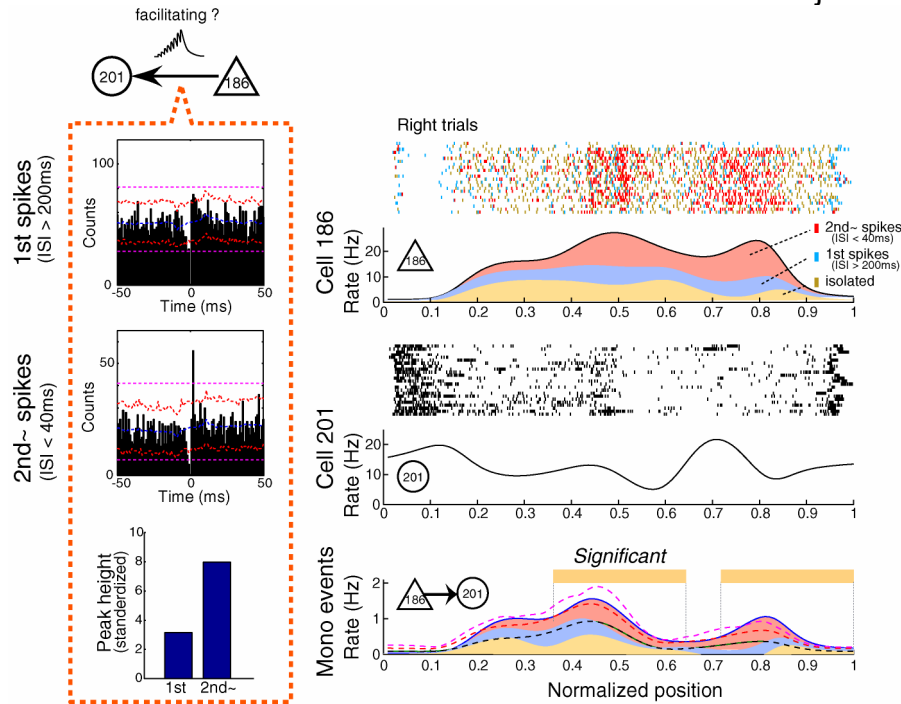 j
facilitating ?
201
186
1st spikes
(ISI > 200ms)
100
0
Counts
-50
0
50
Time (ms)
2nd~ spikes
(ISI < 40ms)
50
0
Counts
-50
0
50
Time (ms)
Peak height
(standerdized)
10
8
6
4
2
0
1st
2nd~
Right trials
Cell 186
Rate (Hz)
20
10
0
186
2nd~ spikes
(ISI < 40ms)
1st spikes
(ISI > 200ms)
isolated
0 0.1 0.2 0.3 0.4 0.5 0.6 0.7 0.8 0.9 1
Cell 201
Rate (Hz)
20
10
0
201
0 0.1 0.2 0.3 0.4 0.5 0.6 0.7 0.8 0.9 1
Significant
Mono events
Rate (Hz)
2
1
0
186
201
0 0.1 0.2 0.3 0.4 0.5 0.6 0.7 0.8 0.9 1
Normalized position